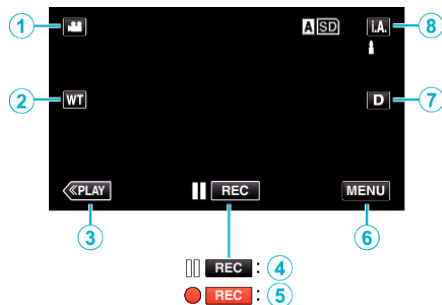 1 A SD i.A. 8
2 WT D 7
≪PLAY REC MENU
3 6
REC : 4
REC : 5